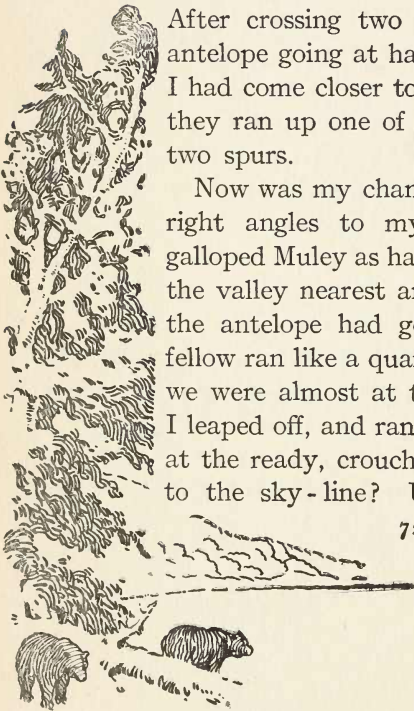 After crossing two
antelope going at ha
I had come closer to
they ran up one of
two spurs.
Now was my chan
right angles to my
galloped Muley as ha
the valley nearest a
the antelope had g
fellow ran like a qua
we were almost at t
I leaped off, and ran
at the ready, crouch
to the sky-line?
7